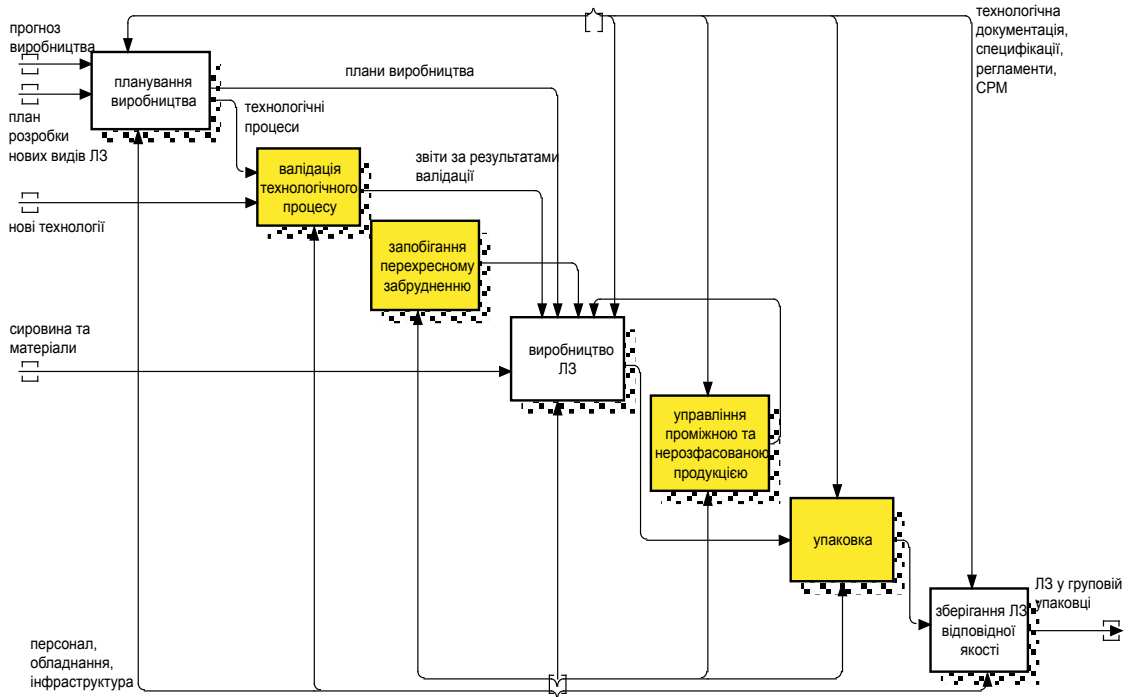 прогноз
виробництва
план
розробки
нових видів ЛЗ
планування
виробництва
плани виробництва
технологічні
процеси
технологічна
документація,
специфікації,
регламенти,
СРМ
нові технології
валідація
технологічного
процесу
звіти за результатами
валідації
запобігання
перехресному
забрудненню
сировина та
матеріали
виробництво
ЛЗ
управління
проміжною та
нерозфасованою
продукцією
упаковка
зберігання ЛЗ
відповідної
якості
ЛЗ у груповій
упаковці
персонал,
обладнання,
інфраструктура